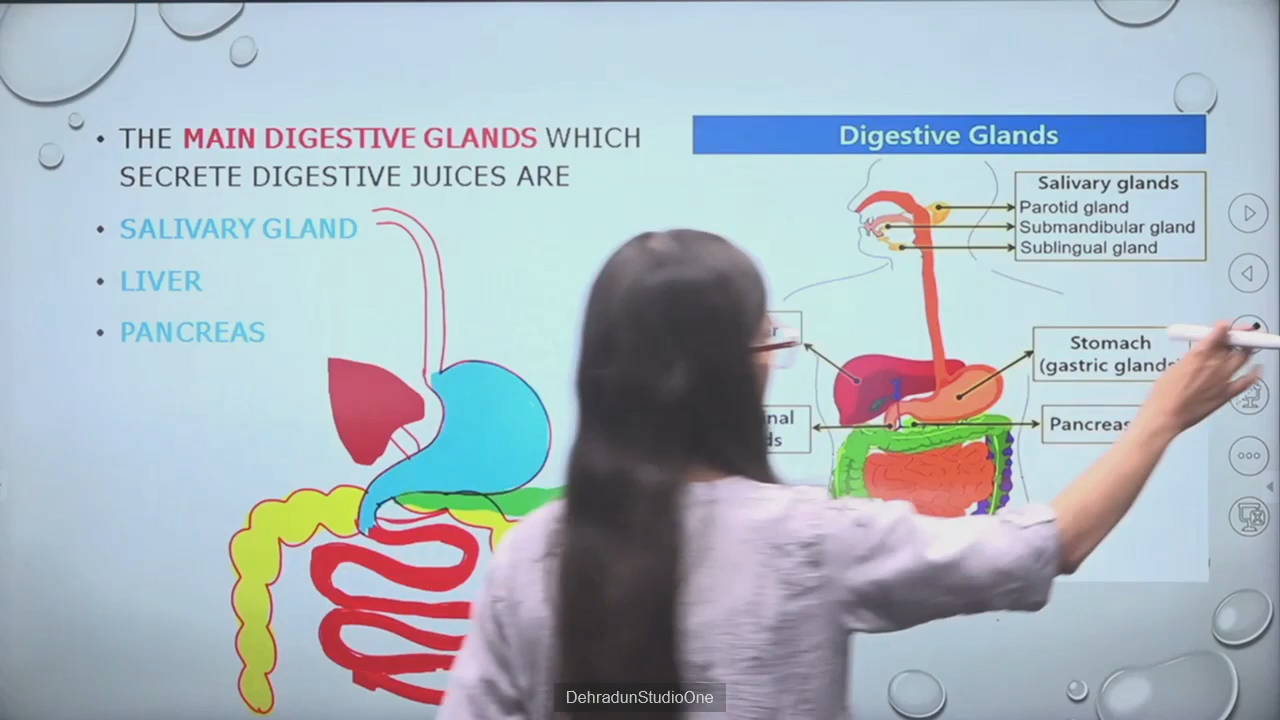 • THE MAIN DIGESTIVE GLANDS WHICH
SECRETE DIGESTIVE JUICES ARE
• SALIVARY GLAND
• LIVER
• PANCREAS
Digestive Glands
Salivary glands
Parotid gland
Submandibular gland
Sublingual gland
Stomach
(gastric glands
Pancreas
DehradunStudioOne